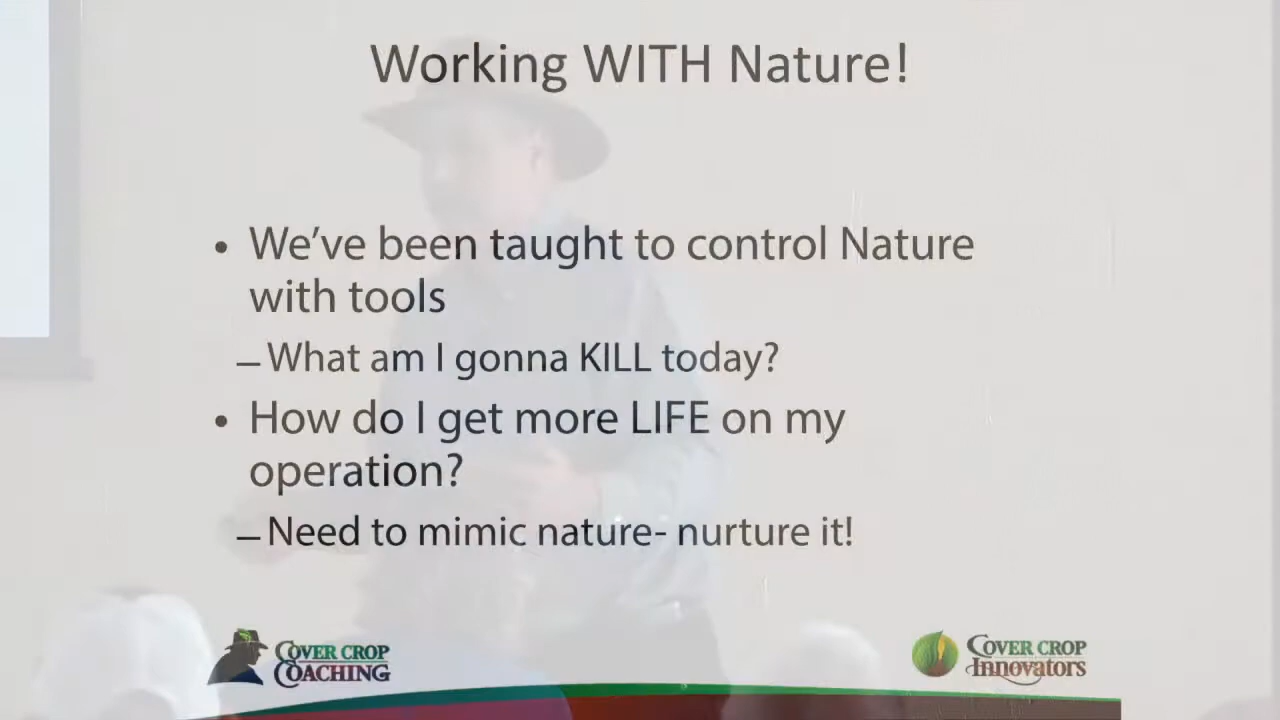 Working WITH Nature!
• We've been taught to control Nature
with tools
– What am I gonna KILL today?
• How do I get more LIFE on my
operation?
– Need to mimic nature- nurture it!
COVER CROP
COACHING
COVER CROP
INNOVATORS